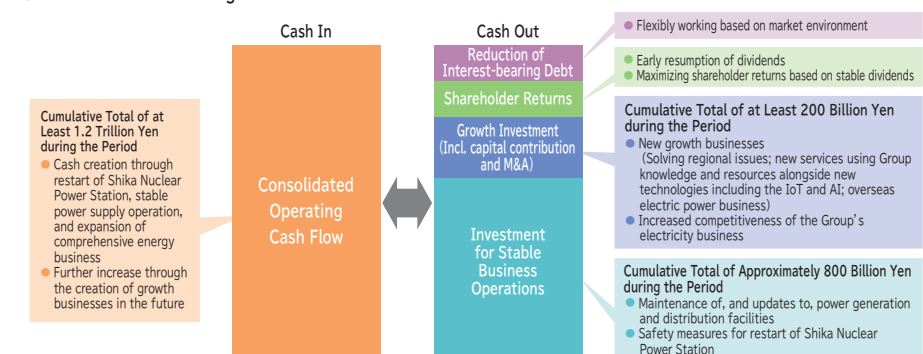 Cash In
Cash Out
Cumulative Total of at
Least 1.2 Trillion Yen
during the Period
● Cash creation through
restart of Shika Nuclear
Power Station, stable
power supply operation,
and expansion of
comprehensive energy
business
● Further increase through
the creation of growth
businesses in the future
Consolidated
Operating
Cash Flow
Reduction of
Interest-bearing Debt
Shareholder Returns
Growth Investment
(Incl. capital contribution
and M&A)
Investment
for Stable
Business
Operations
● Flexibly working based on market environment
● Early resumption of dividends
● Maximizing shareholder returns based on stable dividends
Cumulative Total of at Least 200 Billion Yen
during the Period
● New growth businesses
(Solving regional issues; new services using Group
knowledge and resources alongside new
technologies including the IoT and AI; overseas
electric power business)
● Increased competitiveness of the Group's
electricity business
Cumulative Total of Approximately 800 Billion Yen
during the Period
● Maintenance of, and updates to, power generation
and distribution facilities
● Safety measures for restart of Shika Nuclear
Power Station